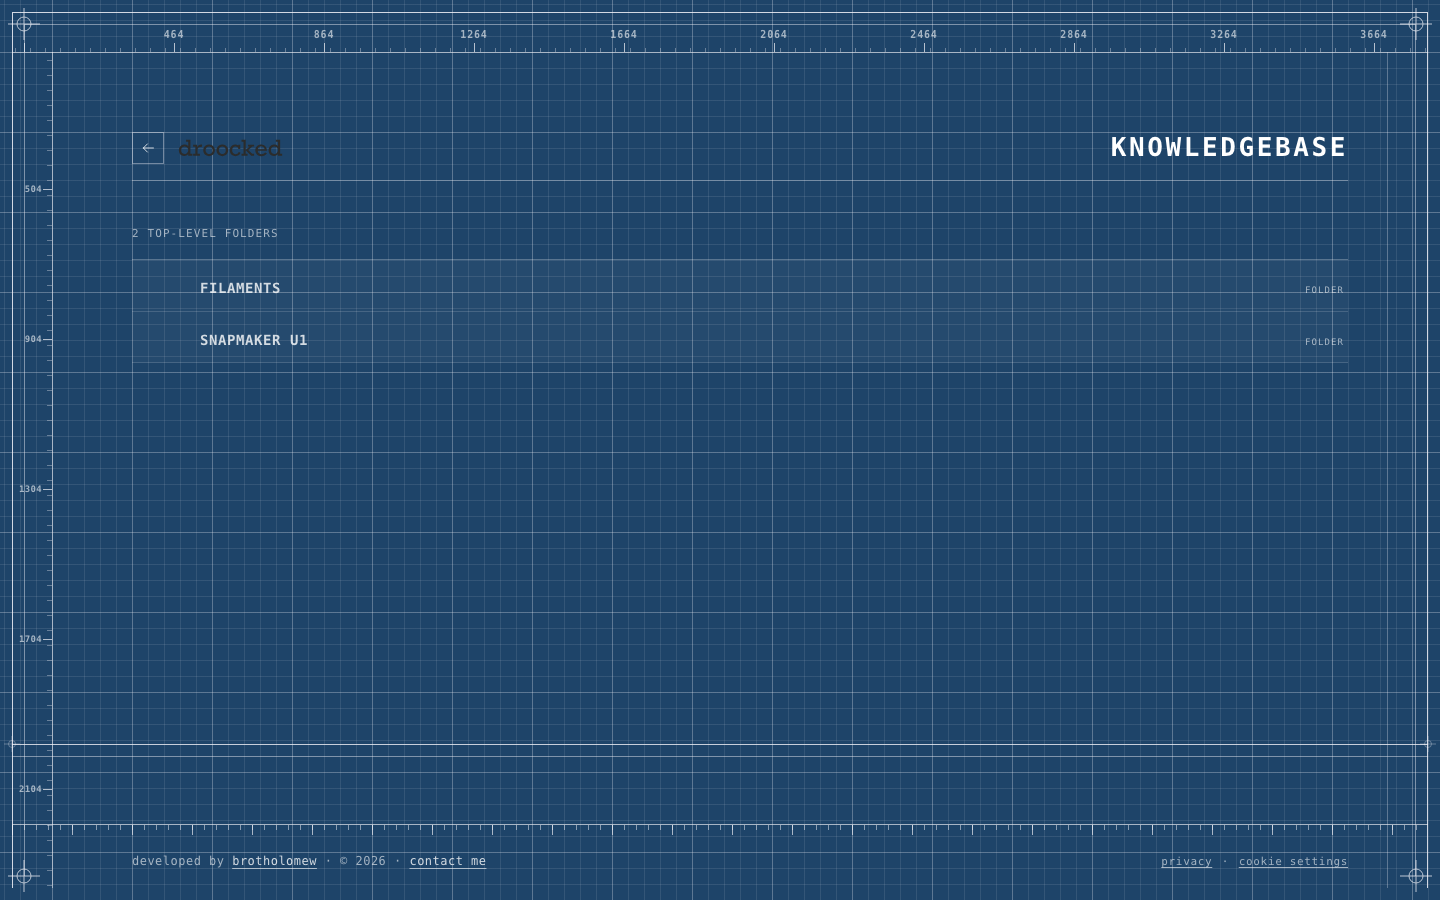 464 864 1264 1664 2064 2464 2864 3264 3664
droocked
KNOWLEDGEBASE
504
2 TOP-LEVEL FOLDERS
FILAMENTS FOLDER
904
SNAPMAKER U1 FOLDER
1304
1704
2104
developed by brotholomew · © 2026 · contact me
privacy · cookie settings